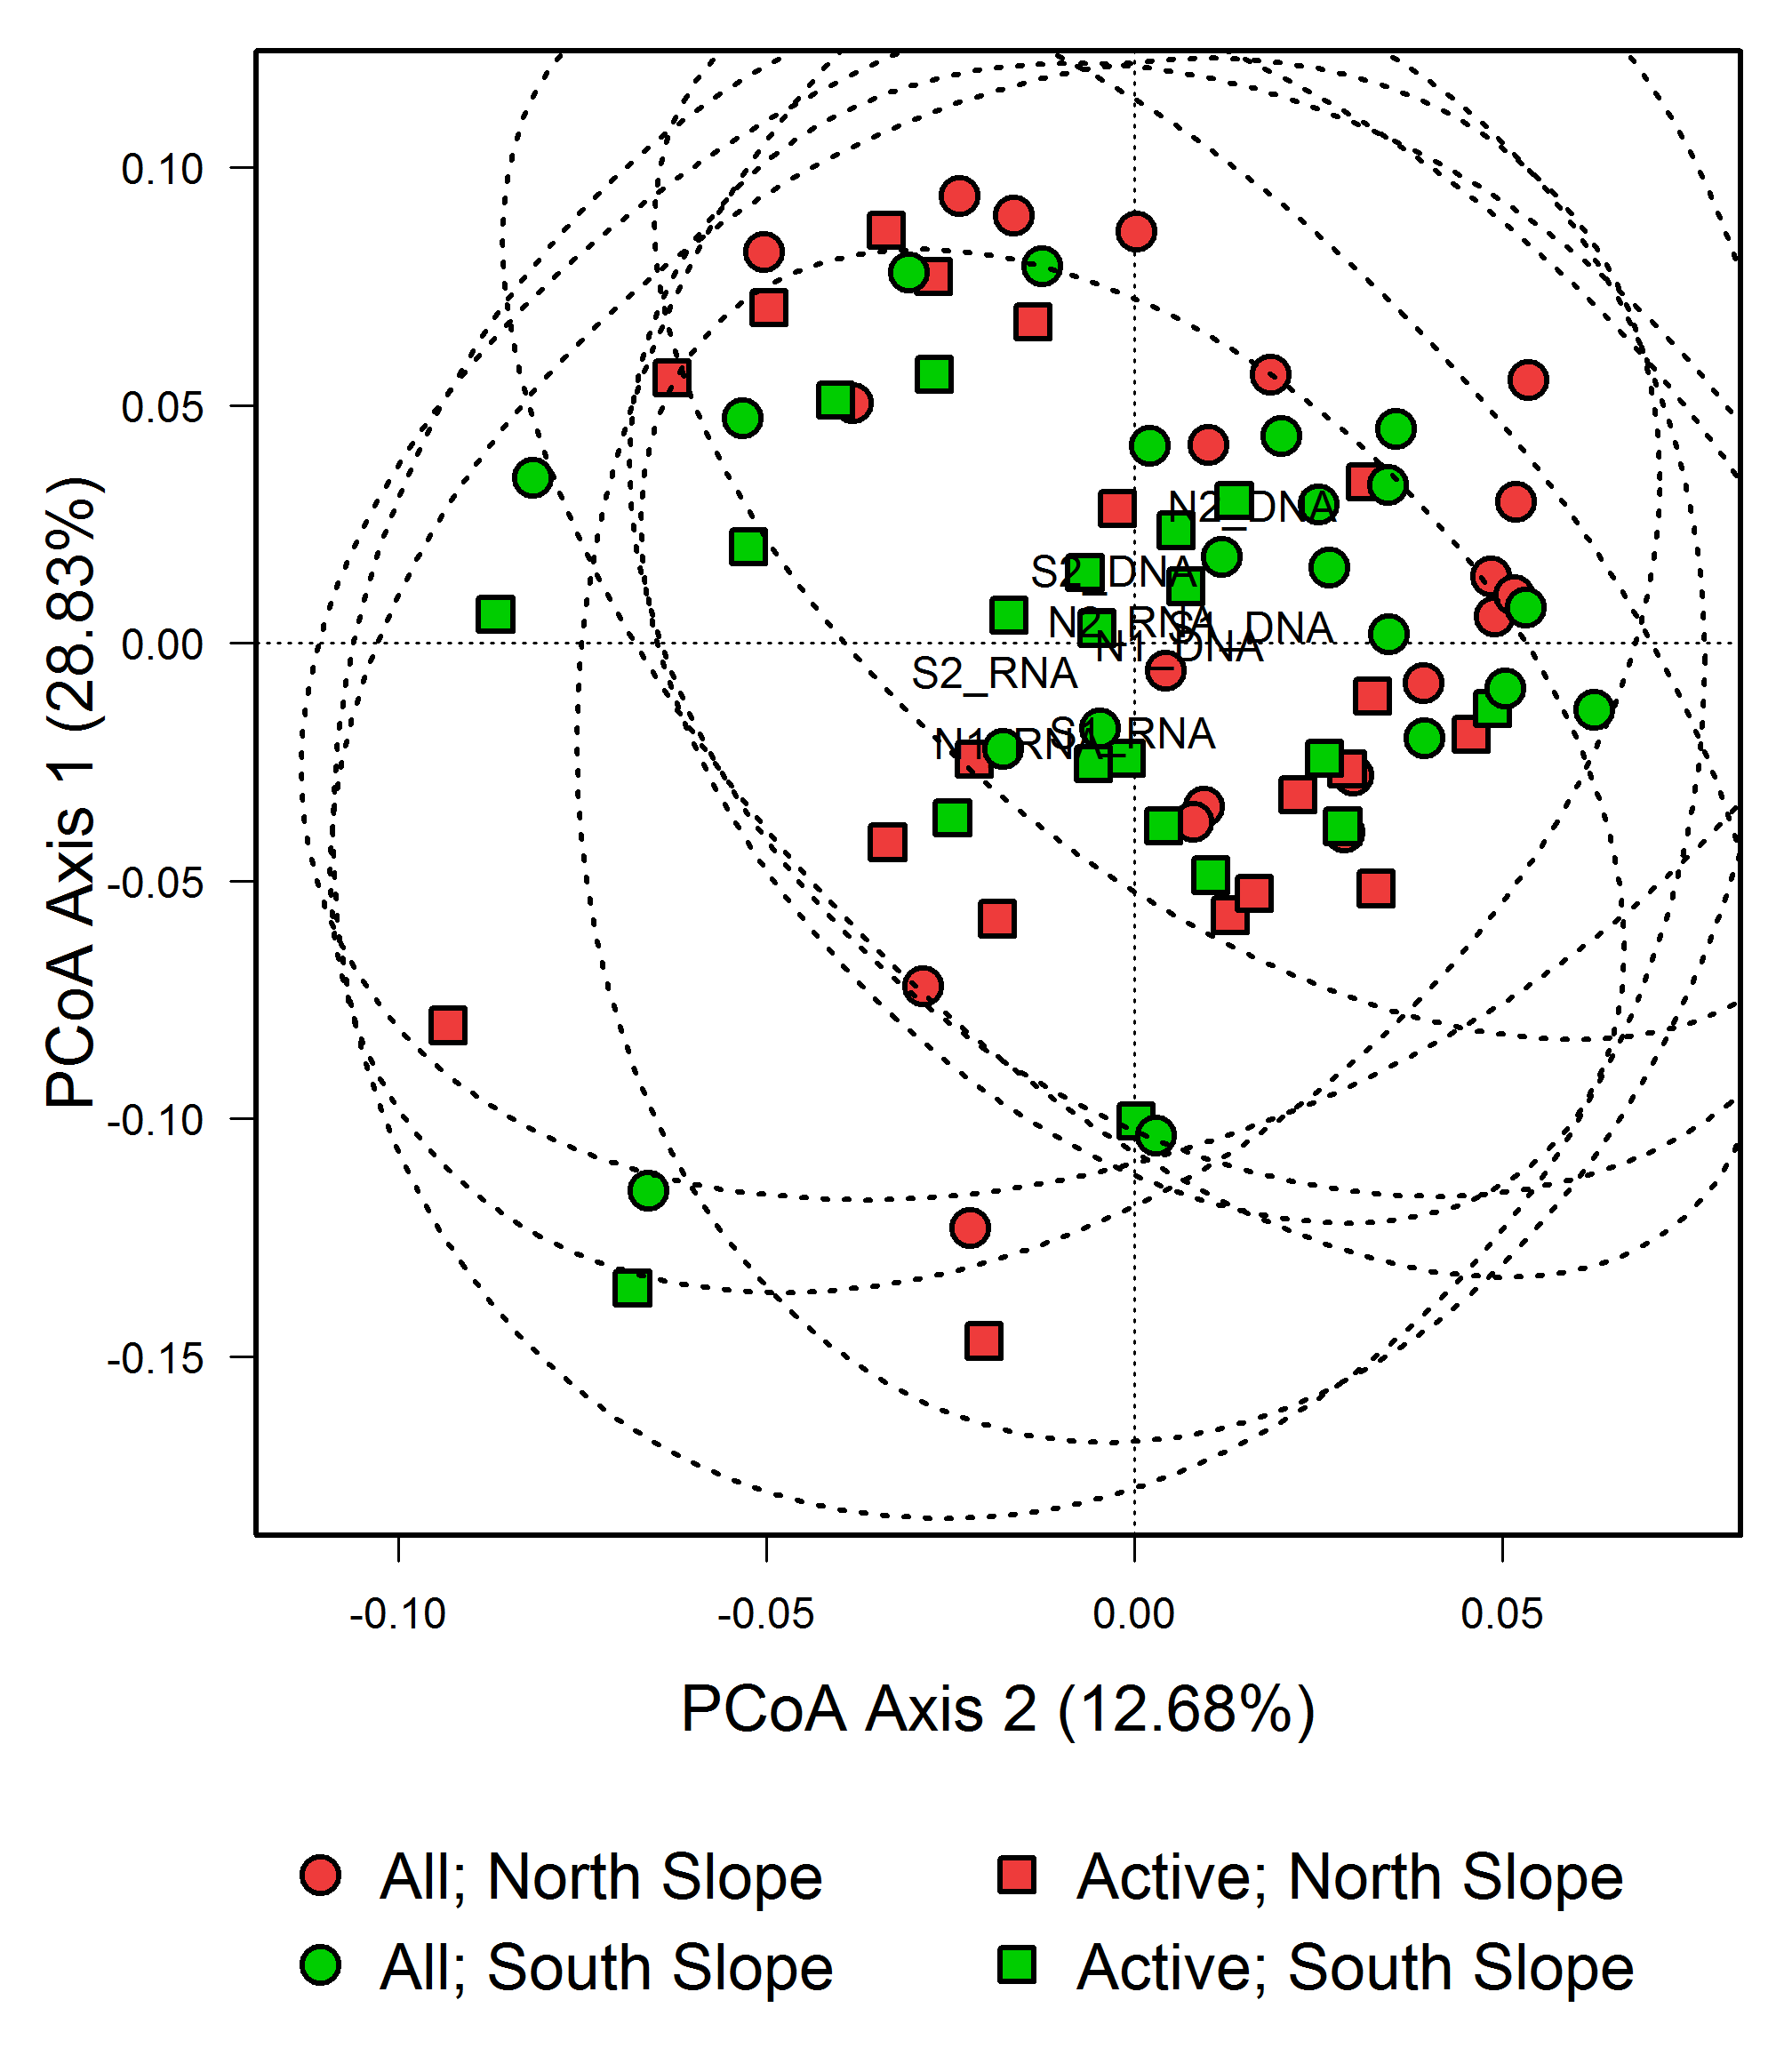 0.10
0.05
0.00
-0.05
-0.10
-0.15
PCoA Axis 1 (28.83%)
N2_DNA
S2_DNA
N2_RNA
S1_DNA
N1_DNA
S2_RNA
S1_RNA
N1_RNA
-0.10 -0.05 0.00 0.05
PCoA Axis 2 (12.68%)
All; North Slope Active; North Slope
All; South Slope Active; South Slope